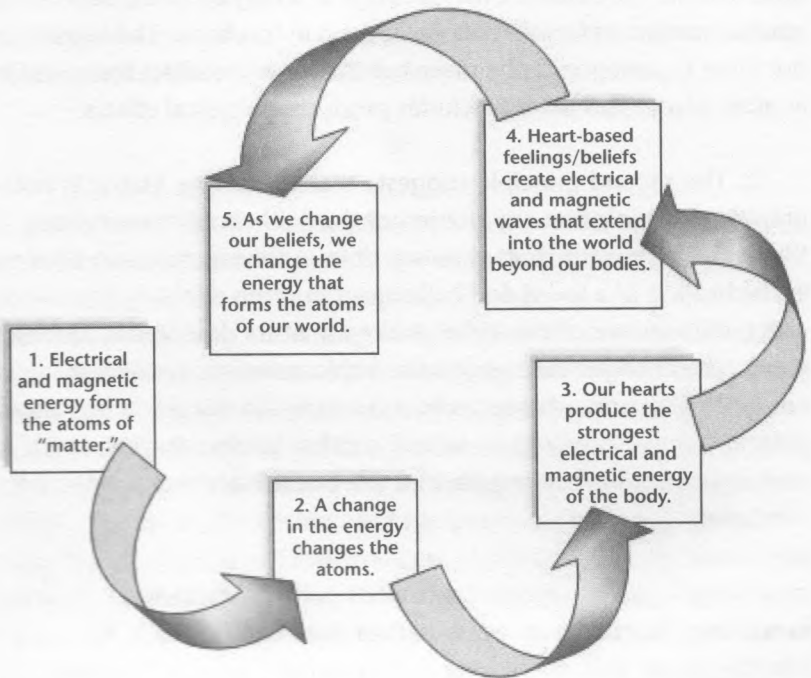 1. Electrical
and magnetic
energy form
the atoms of
“matter.”
2. A change
in the energy
changes the
atoms.
3. Our hearts
produce the
strongest
electrical and
magnetic energy
of the body.
4. Heart-based
feelings/beliefs
create electrical
and magnetic
waves that extend
into the world
beyond our bodies.
5. As we change
our beliefs, we
change the
energy that
forms the atoms
of our world.